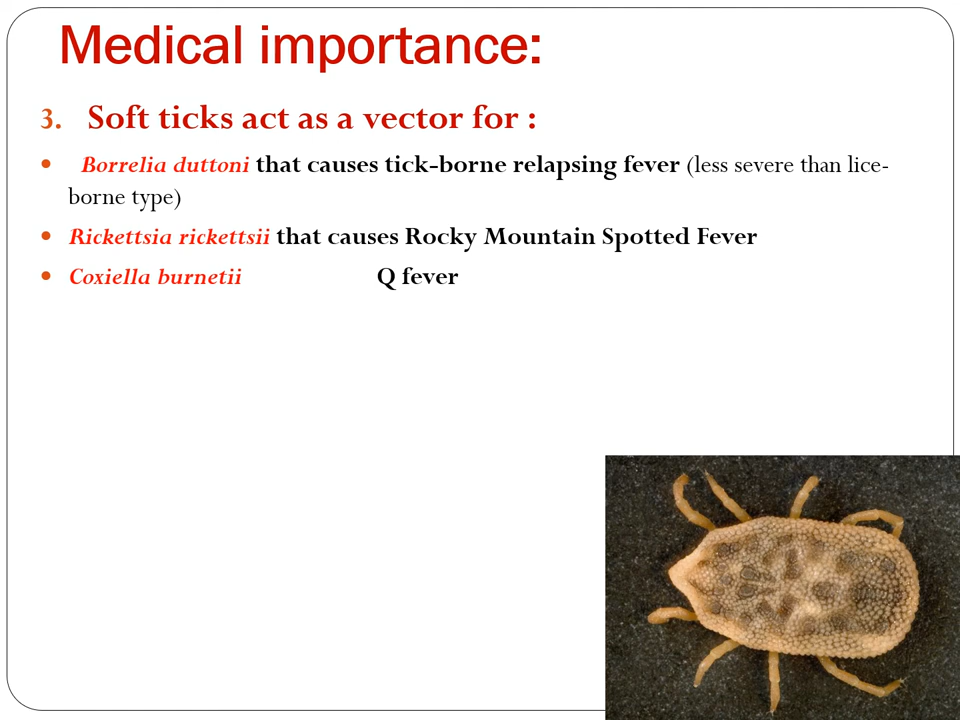 Medical importance:
3. Soft ticks act as a vector for :
• Borrelia duttoni that causes tick-borne relapsing fever (less severe than lice-
borne type)
• Rickettsia rickettsii that causes Rocky Mountain Spotted Fever
• Coxiella burnetii Q fever